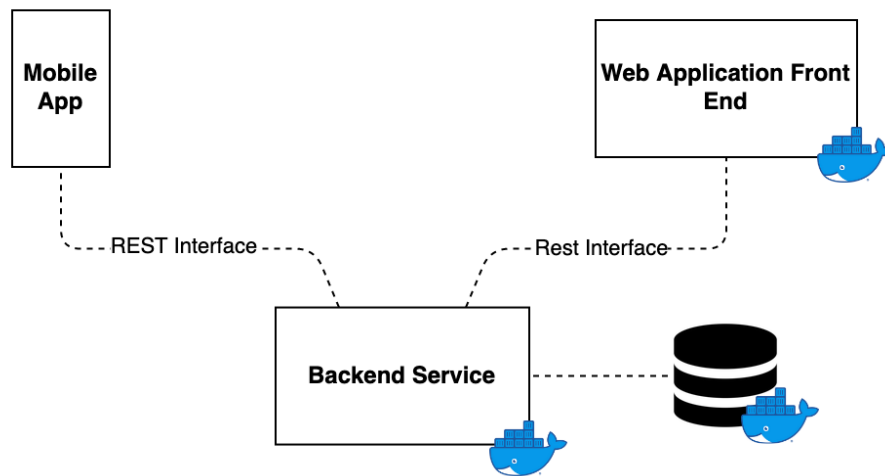 Mobile
App
Web Application Front
End
REST Interface
Rest Interface
Backend Service